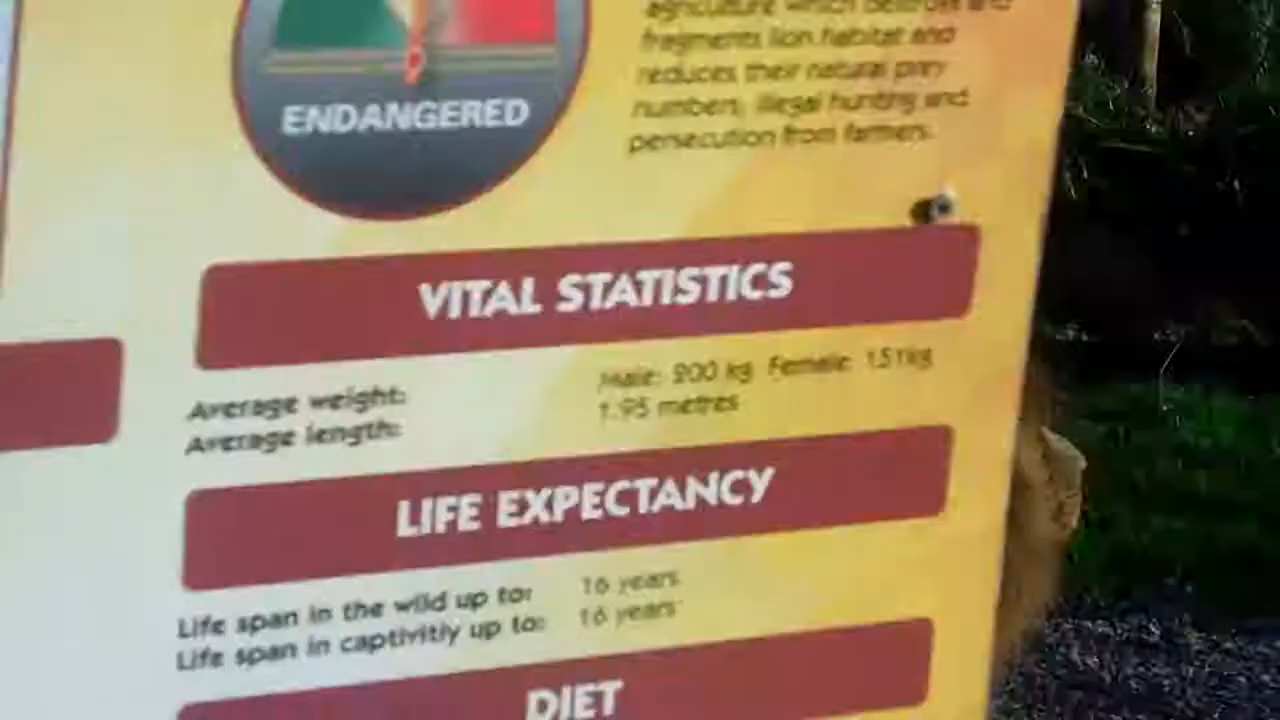 ENDANGERED
agriculture which destroys and
fragments lion habitat and
reduces their natural prey
numbers, illegal hunting and
persecution from farmers.
VITAL STATISTICS
Average weight: Male: 200 kg Female: 151kg
Average length: 1.95 metres
LIFE EXPECTANCY
Life span in the wild up to: 16 years
Life span in captivitiy up to: 16 years
DIET